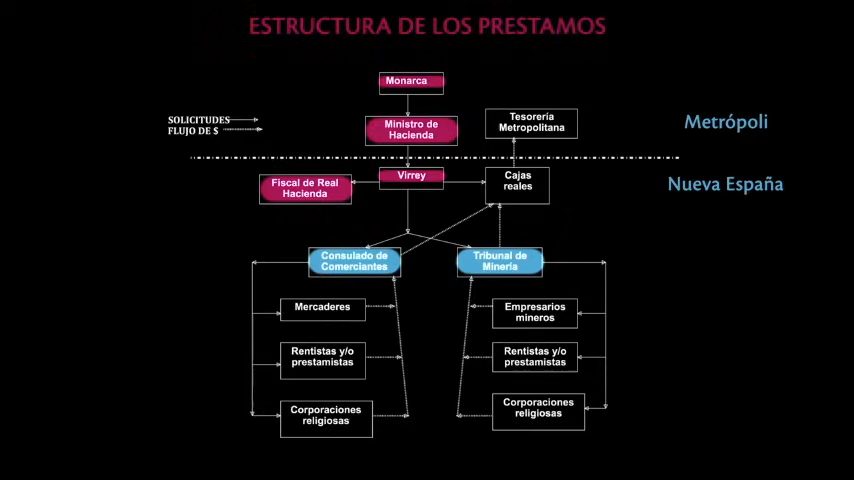 ESTRUCTURA DE LOS PRESTAMOS
Monarca
SOLICITUDES
FLUJO DE $
Ministro de
Hacienda
Tesorería
Metropolitana
Metrópoli
Fiscal de Real
Hacienda
Virrey
Cajas
reales
Nueva España
Consulado de
Comerciantes
Tribunal de
Minería
Mercaderes
Empresarios
mineros
Rentistas y/o
prestamistas
Rentistas y/o
prestamistas
Corporaciones
religiosas
Corporaciones
religiosas